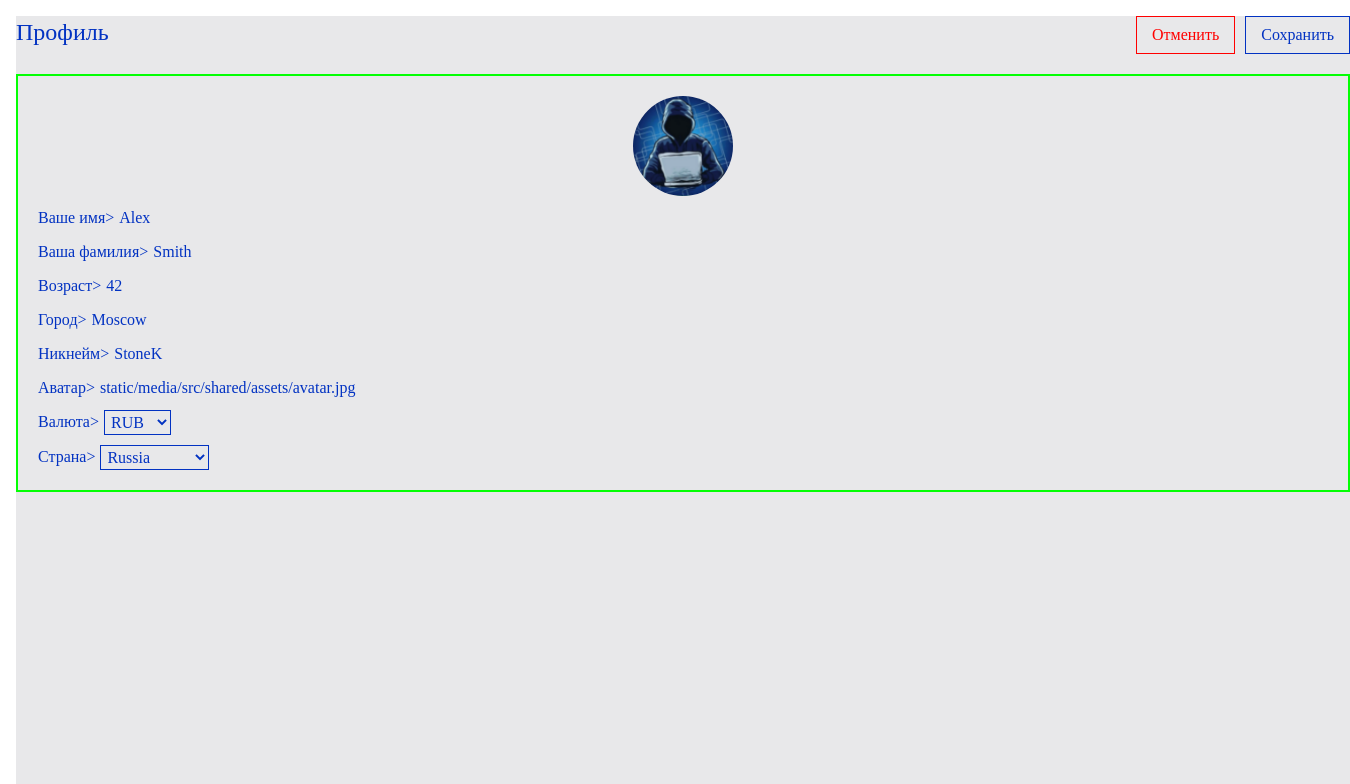 Профиль
Отменить
Сохранить
Ваше имя> Alex
Ваша фамилия> Smith
Возраст> 42
Город> Moscow
Никнейм> StoneK
Аватар> static/media/src/shared/assets/avatar.jpg
Валюта> RUB
Страна> Russia